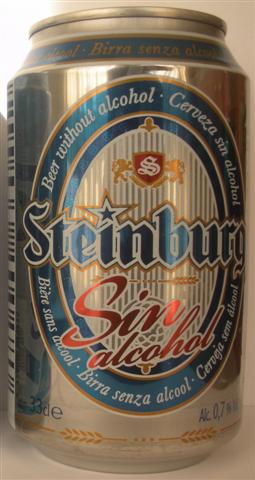 alcohol · Birra senza alcool
Beer without alcohol · Cerveza sin alcohol
S
Steinburg
Sin
alcohol
Bière sans alcool · Birra senza alcool · Cerveja sem álcool
33cl e
Alc. 0,7 %